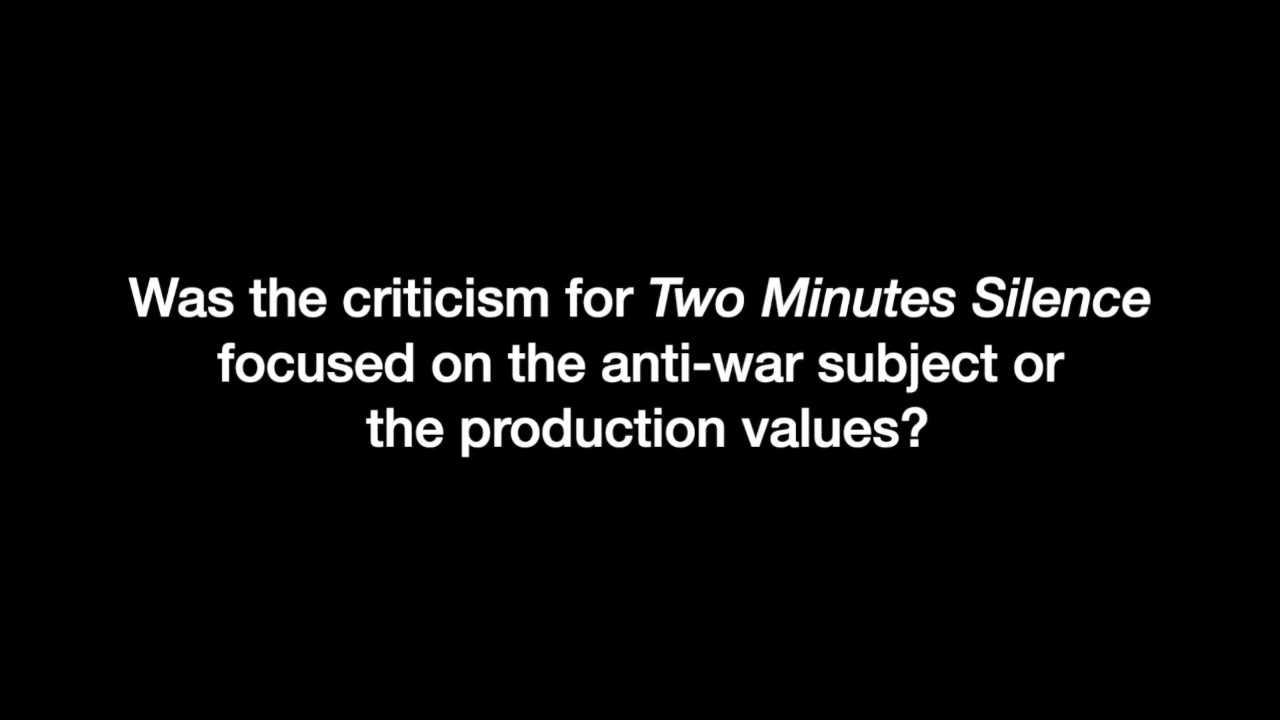 Was the criticism for Two Minutes Silence
focused on the anti-war subject or
the production values?